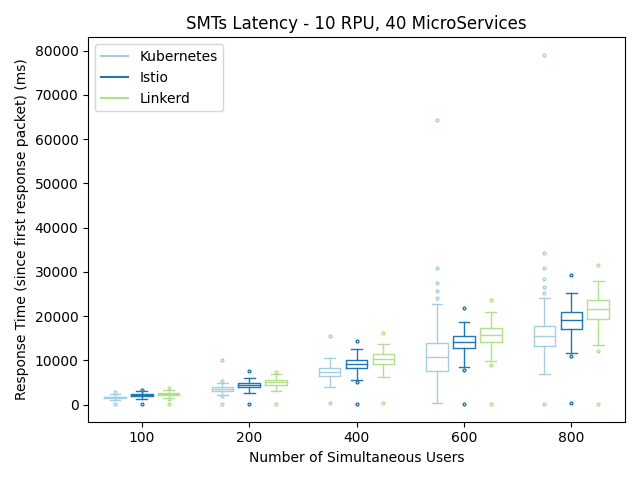 SMTs Latency - 10 RPU, 40 MicroServices
Response Time (since first response packet) (ms)
80000
70000
60000
50000
40000
30000
20000
10000
0
Kubernetes
Istio
Linkerd
100 200 400 600 800
Number of Simultaneous Users